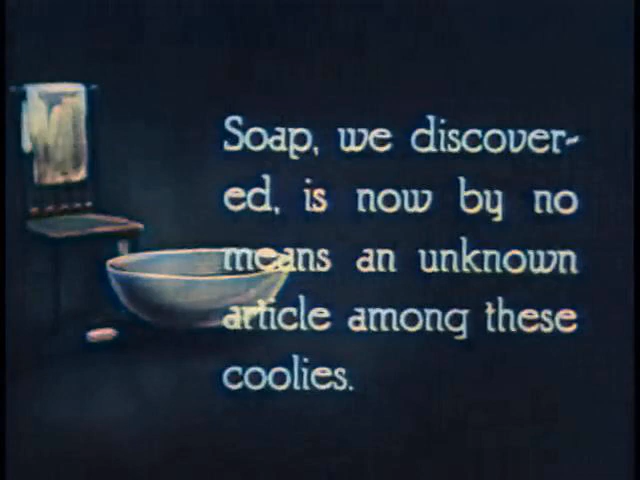 Soap, we discover-
ed, is now by no
means an unknown
article among these
coolies.